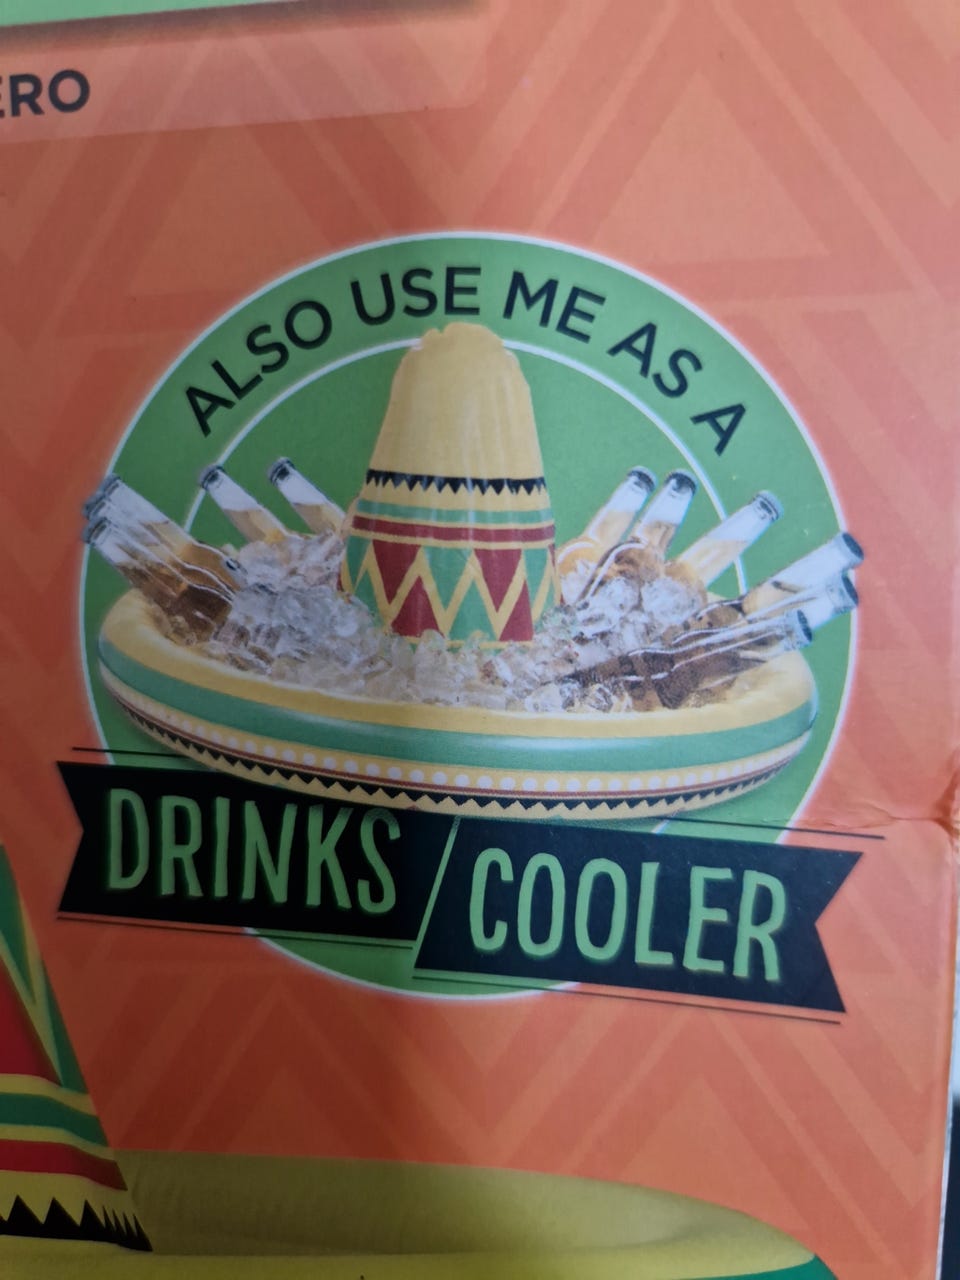 ERO
ALSO USE ME AS A
DRINKS
COOLER